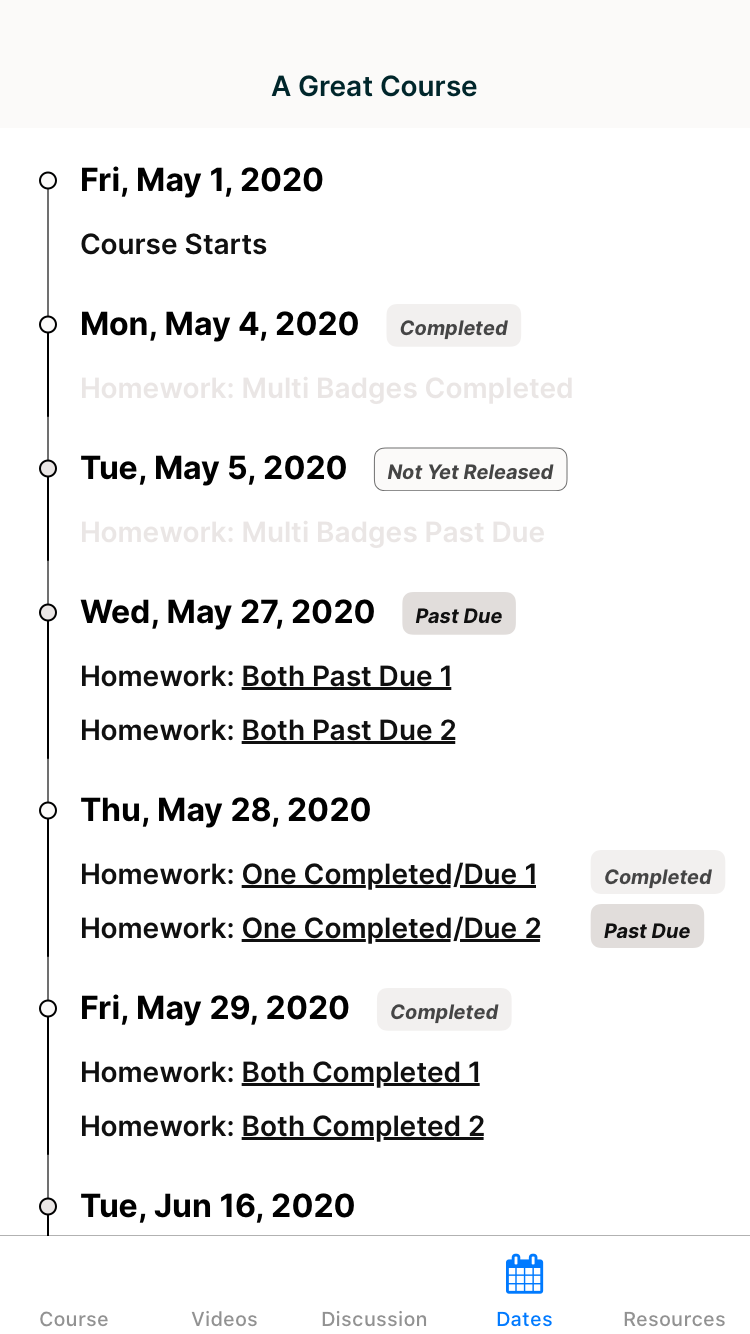 A Great Course
Fri, May 1, 2020
Course Starts
Mon, May 4, 2020 Completed
Homework: Multi Badges Completed
Tue, May 5, 2020 Not Yet Released
Homework: Multi Badges Past Due
Wed, May 27, 2020 Past Due
Homework: Both Past Due 1
Homework: Both Past Due 2
Thu, May 28, 2020
Homework: One Completed/Due 1 Completed
Homework: One Completed/Due 2 Past Due
Fri, May 29, 2020 Completed
Homework: Both Completed 1
Homework: Both Completed 2
Tue, Jun 16, 2020
Course Videos Discussion Dates Resources